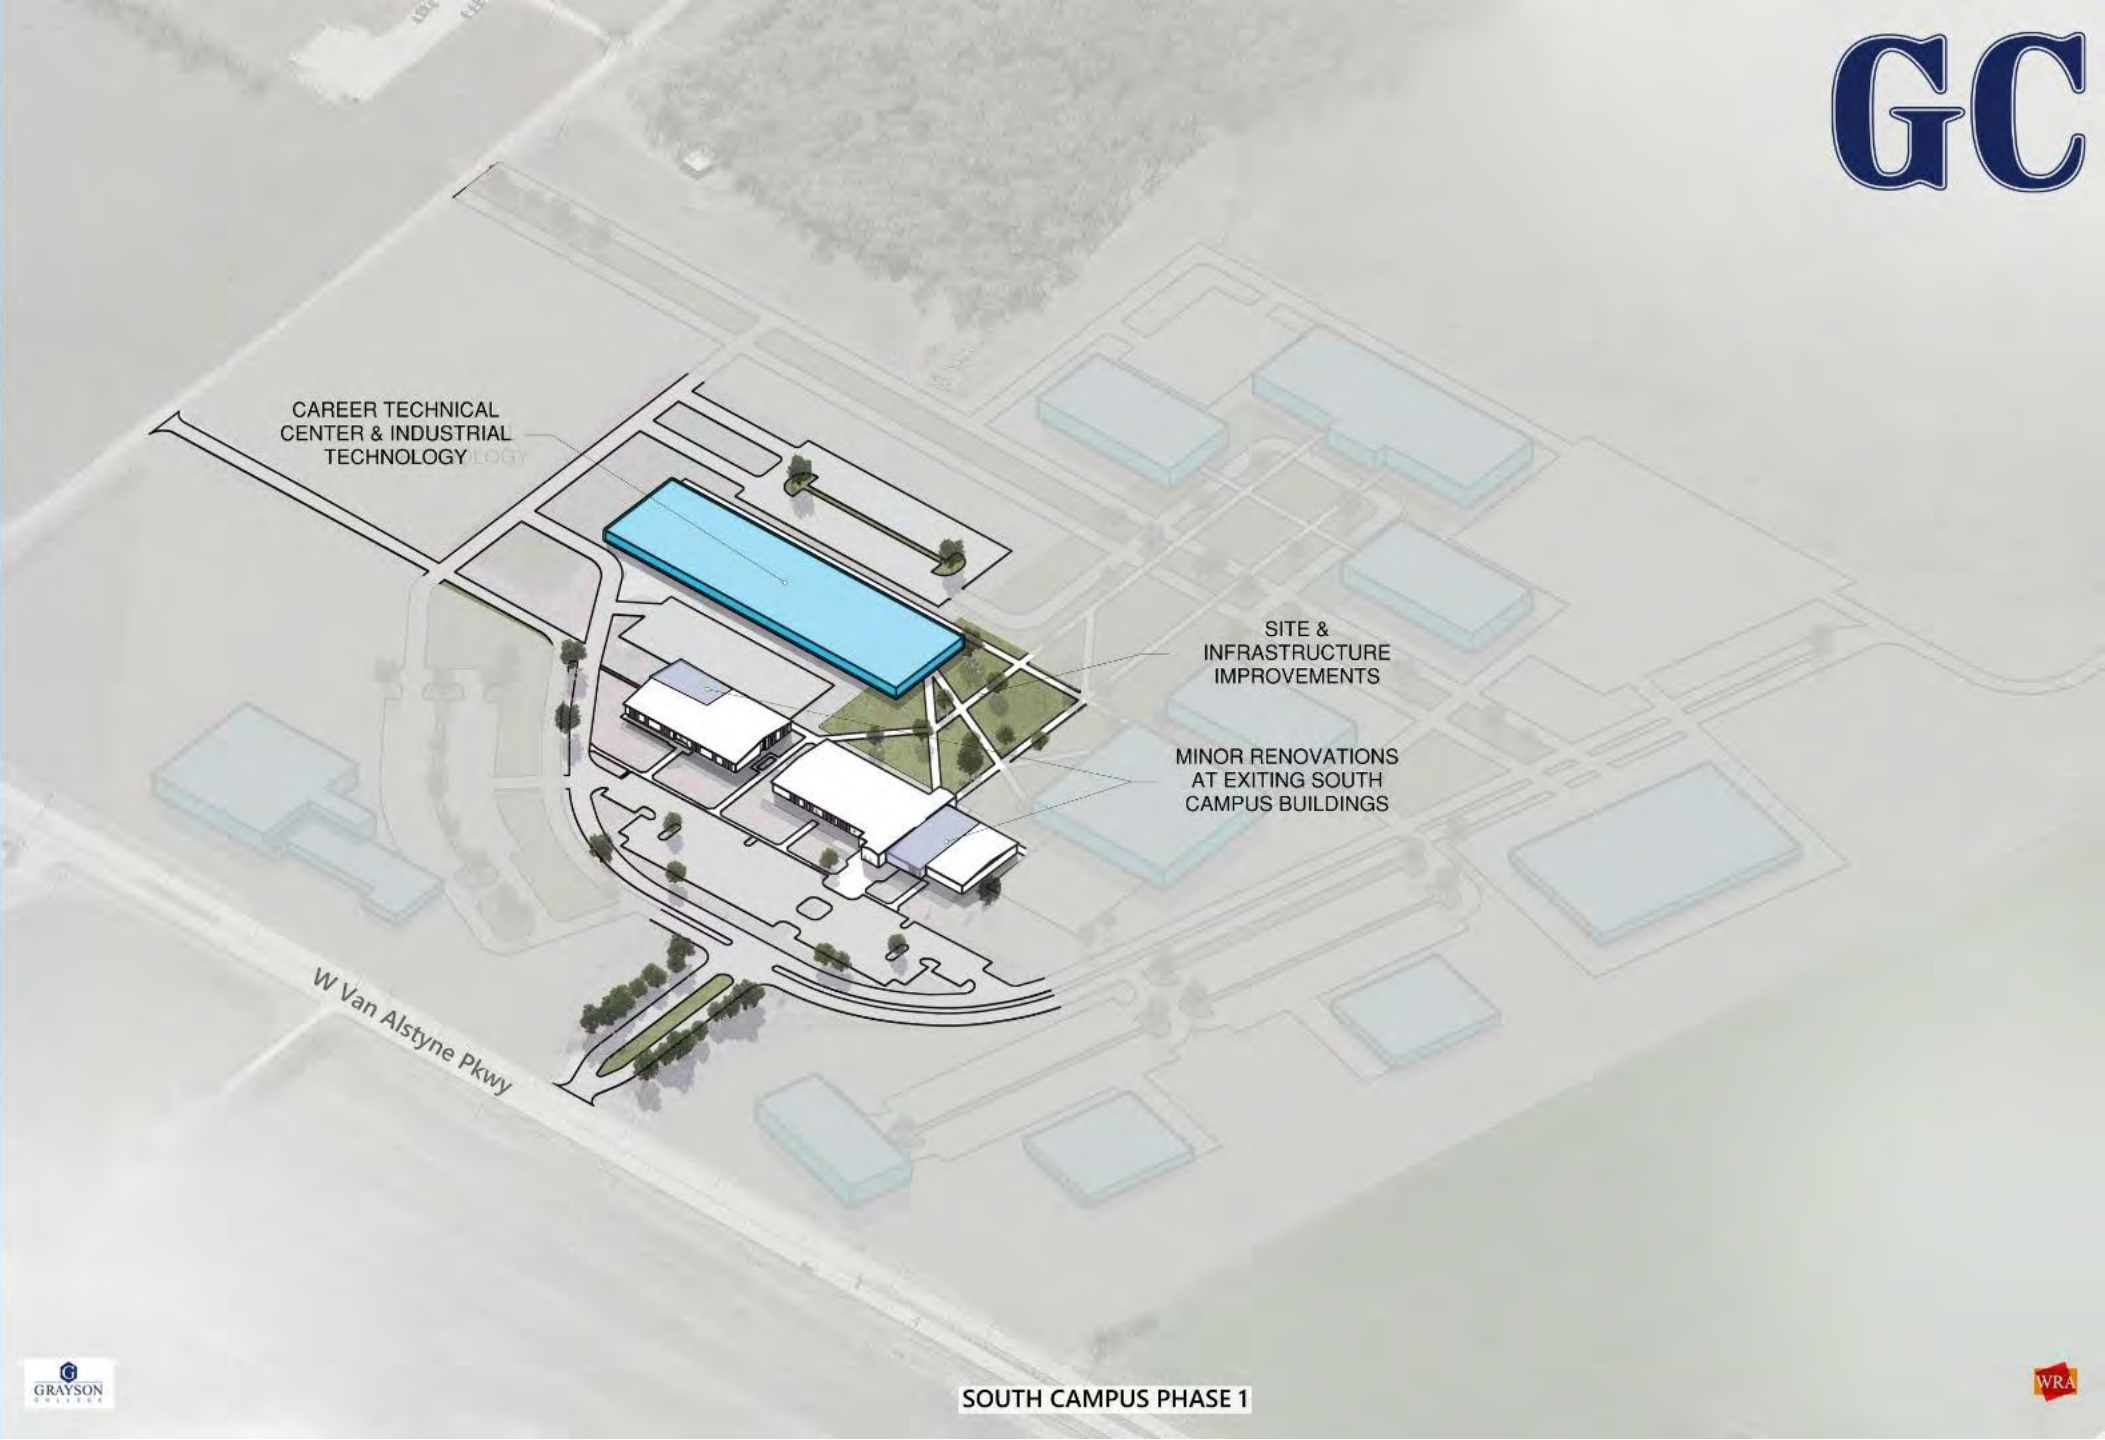 GC
CAREER TECHNICAL
CENTER & INDUSTRIAL
TECHNOLOGY
SITE &
INFRASTRUCTURE
IMPROVEMENTS
MINOR RENOVATIONS
AT EXITING SOUTH
CAMPUS BUILDINGS
W Van Alstyne Pkwy
G
GRAYSON
COLLEGE
SOUTH CAMPUS PHASE 1
WRA